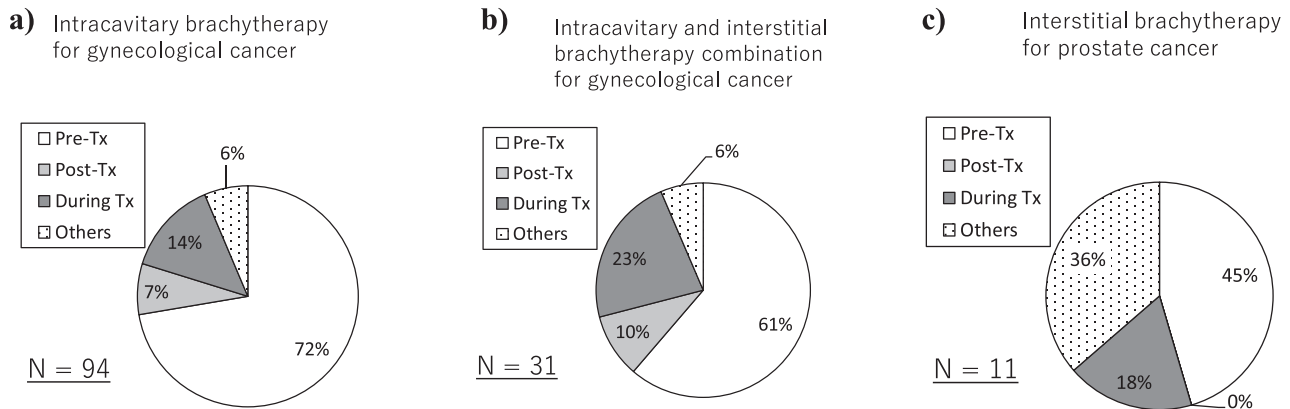 a) Intracavitary brachytherapy
for gynecological cancer
Pre-Tx
Post-Tx
During Tx
Others
6%
14%
7%
72%
N = 94
b) Intracavitary and interstitial
brachytherapy combination
for gynecological cancer
Pre-Tx
Post-Tx
During Tx
Others
6%
23%
10%
61%
N = 31
c) Interstitial brachytherapy
for prostate cancer
Pre-Tx
Post-Tx
During Tx
Others
36%
45%
18%
0%
N = 11